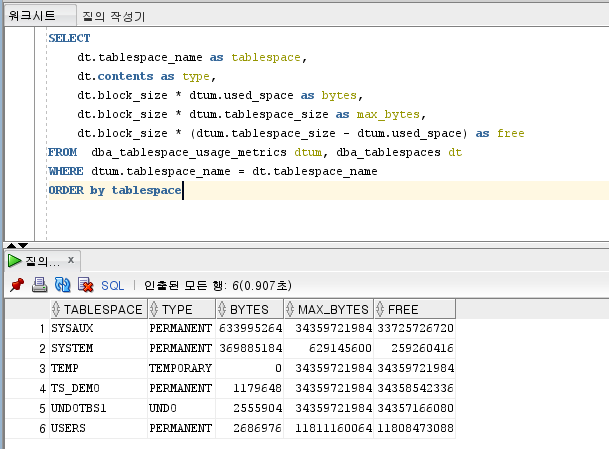 워크시트 질의 작성기
SELECT
dt.tablespace_name as tablespace,
dt.contents as type,
dt.block_size * dtum.used_space as bytes,
dt.block_size * dtum.tablespace_size as max_bytes,
dt.block_size * (dtum.tablespace_size - dtum.used_space) as free
FROM dba_tablespace_usage_metrics dtum, dba_tablespaces dt
WHERE dtum.tablespace_name = dt.tablespace_name
ORDER by tablespace
질의... x
SQL | 인출된 모든 행: 6(0.907초)
TABLESPACE TYPE BYTES MAX_BYTES FREE
1 SYSAUX PERMANENT 633995264 34359721984 33725726720
2 SYSTEM PERMANENT 369885184 629145600 259260416
3 TEMP TEMPORARY 0 34359721984 34359721984
4 TS_DEMO PERMANENT 1179648 34359721984 34358542336
5 UNDOTBS1 UNDO 2555904 34359721984 34357166080
6 USERS PERMANENT 2686976 11811160064 11808473088